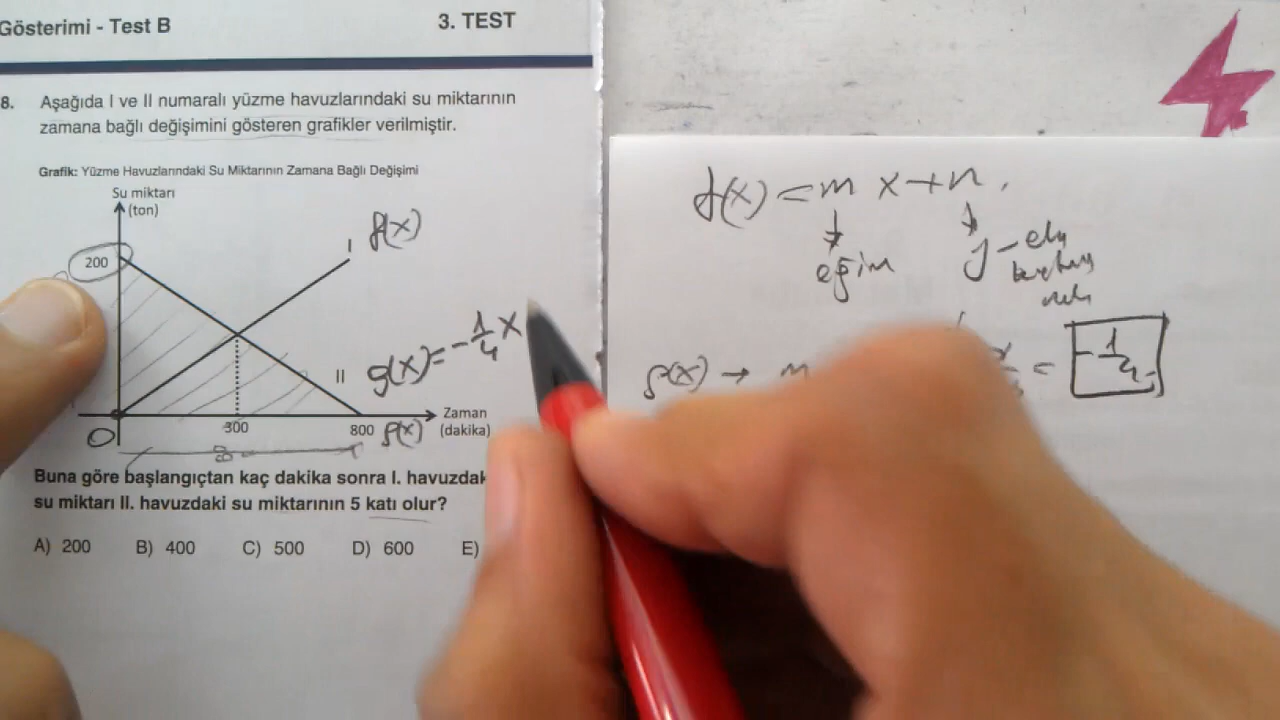 Gösterimi - Test B
3. TEST
8. Aşağıda I ve II numaralı yüzme havuzlarındaki su miktarının
zamana bağlı değişimini gösteren grafikler verilmiştir.
Grafik: Yüzme Havuzlarındaki Su Miktarının Zamana Bağlı Değişimi
Su miktarı
(ton)
200
I f(x)
II g(x)=-1/4x
O
300
800
Zaman
(dakika)
Buna göre başlangıçtan kaç dakika sonra I. havuzdak
su miktarı II. havuzdaki su miktarının 5 katı olur?
A) 200 B) 400 C) 500 D) 600 E)
f(x) = m x + n
eğim
= -1/4